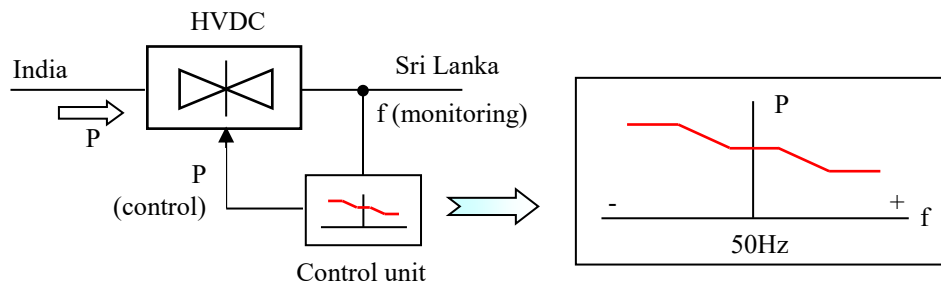 HVDC
India
Sri Lanka
f (monitoring)
P
P
(control)
Control unit
P
-
+
f
50Hz